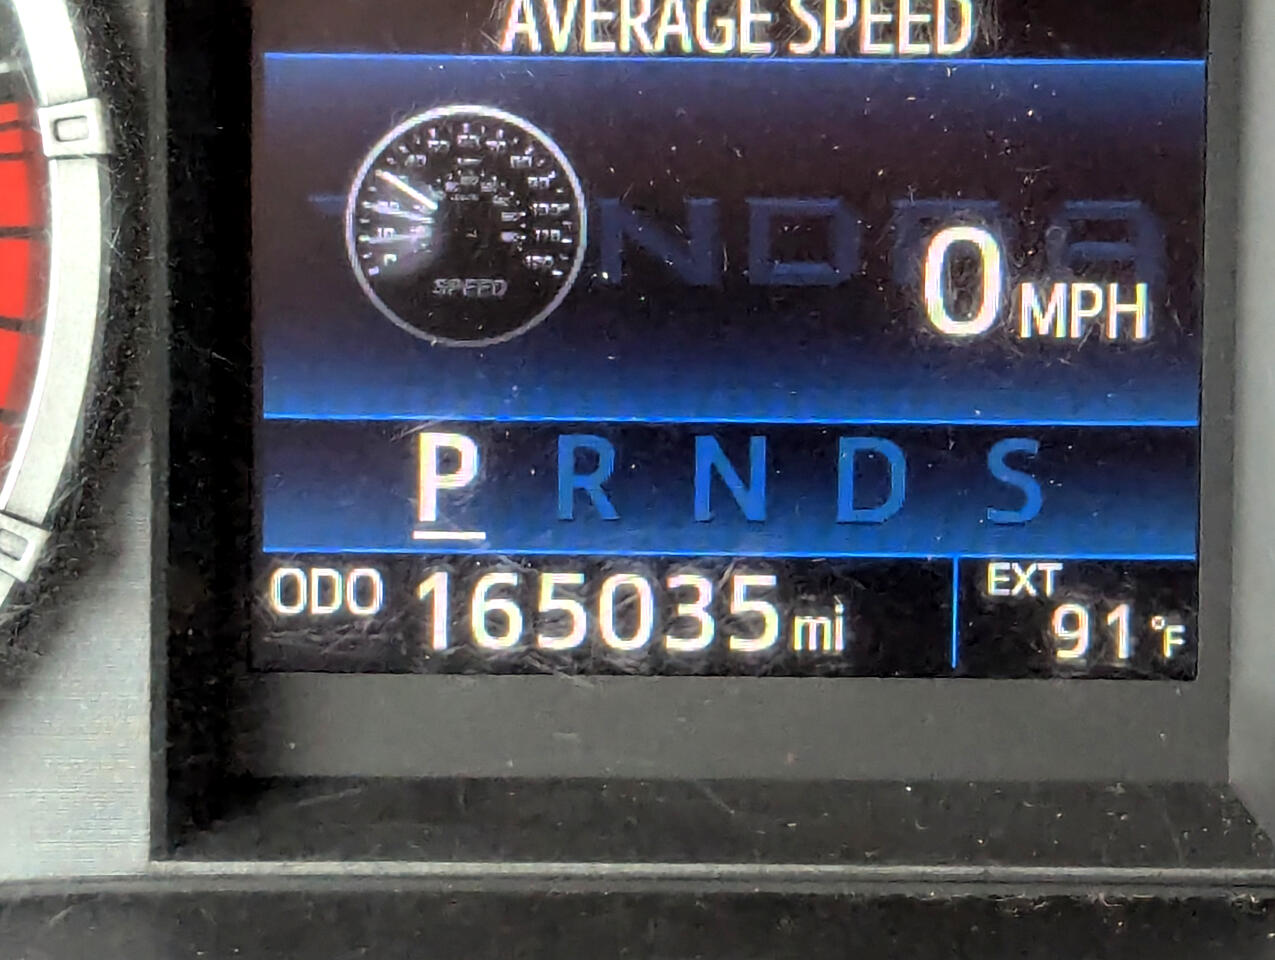 AVERAGE SPEED
SPEED
0 MPH
P R N D S
ODO 165035 mi
EXT
91 °F